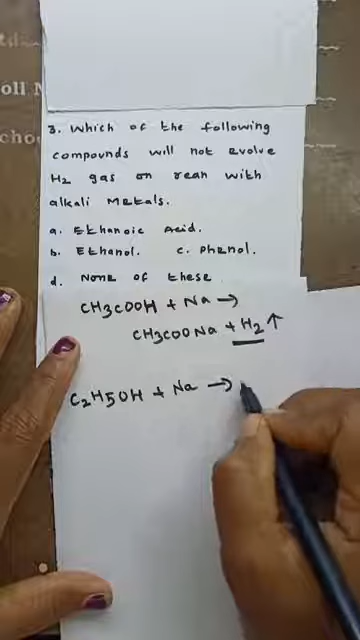 3. Which of the following
compounds will not evolve
H2 gas on rean with
alkali Metals.
a. Ethanoic Acid.
b. Ethanol. c. Phenol.
d. None of these
CH3COOH + Na →
CH3COONa + H2 ↑
C2H5OH + Na →